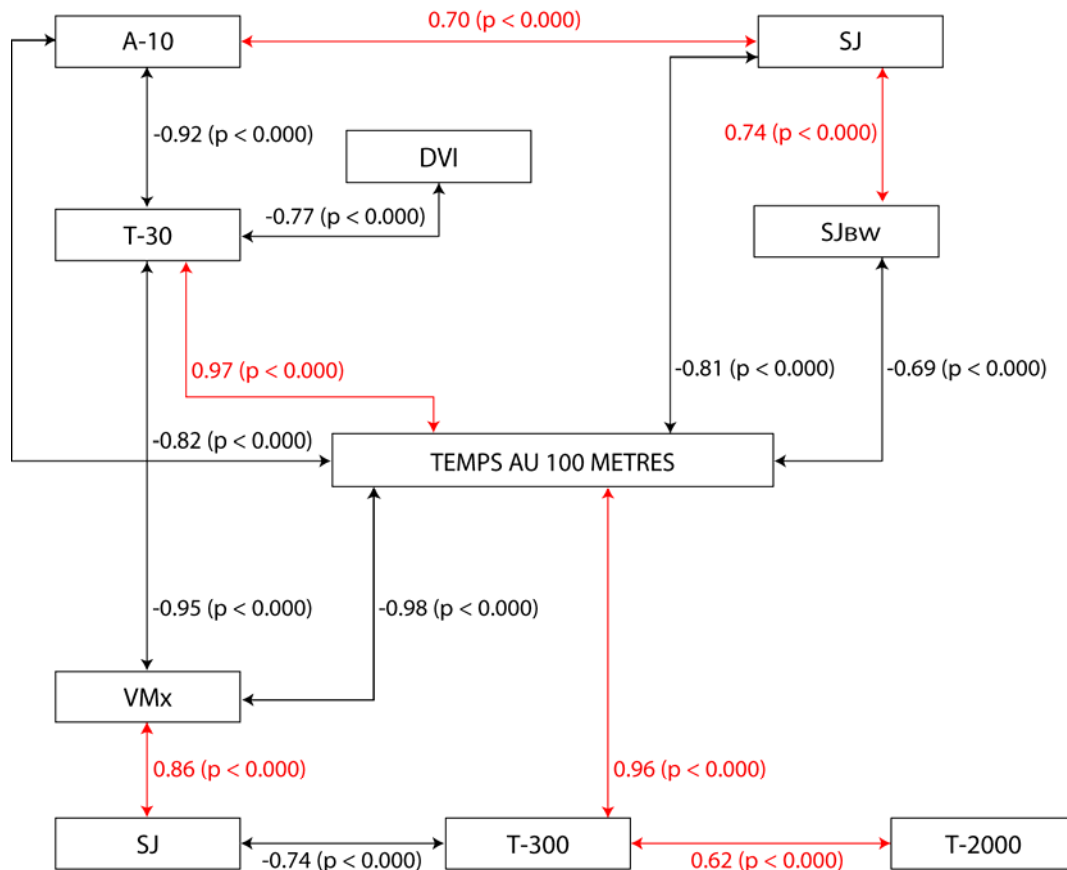 0.70 (p < 0.000)
A-10
SJ
-0.92 (p < 0.000)
0.74 (p < 0.000)
DVI
-0.77 (p < 0.000)
T-30
SJBW
0.97 (p < 0.000)
-0.81 (p < 0.000)
-0.69 (p < 0.000)
-0.82 (p < 0.000)
TEMPS AU 100 METRES
-0.95 (p < 0.000)
-0.98 (p < 0.000)
VMx
0.86 (p < 0.000)
0.96 (p < 0.000)
SJ
T-300
T-2000
-0.74 (p < 0.000)
0.62 (p < 0.000)